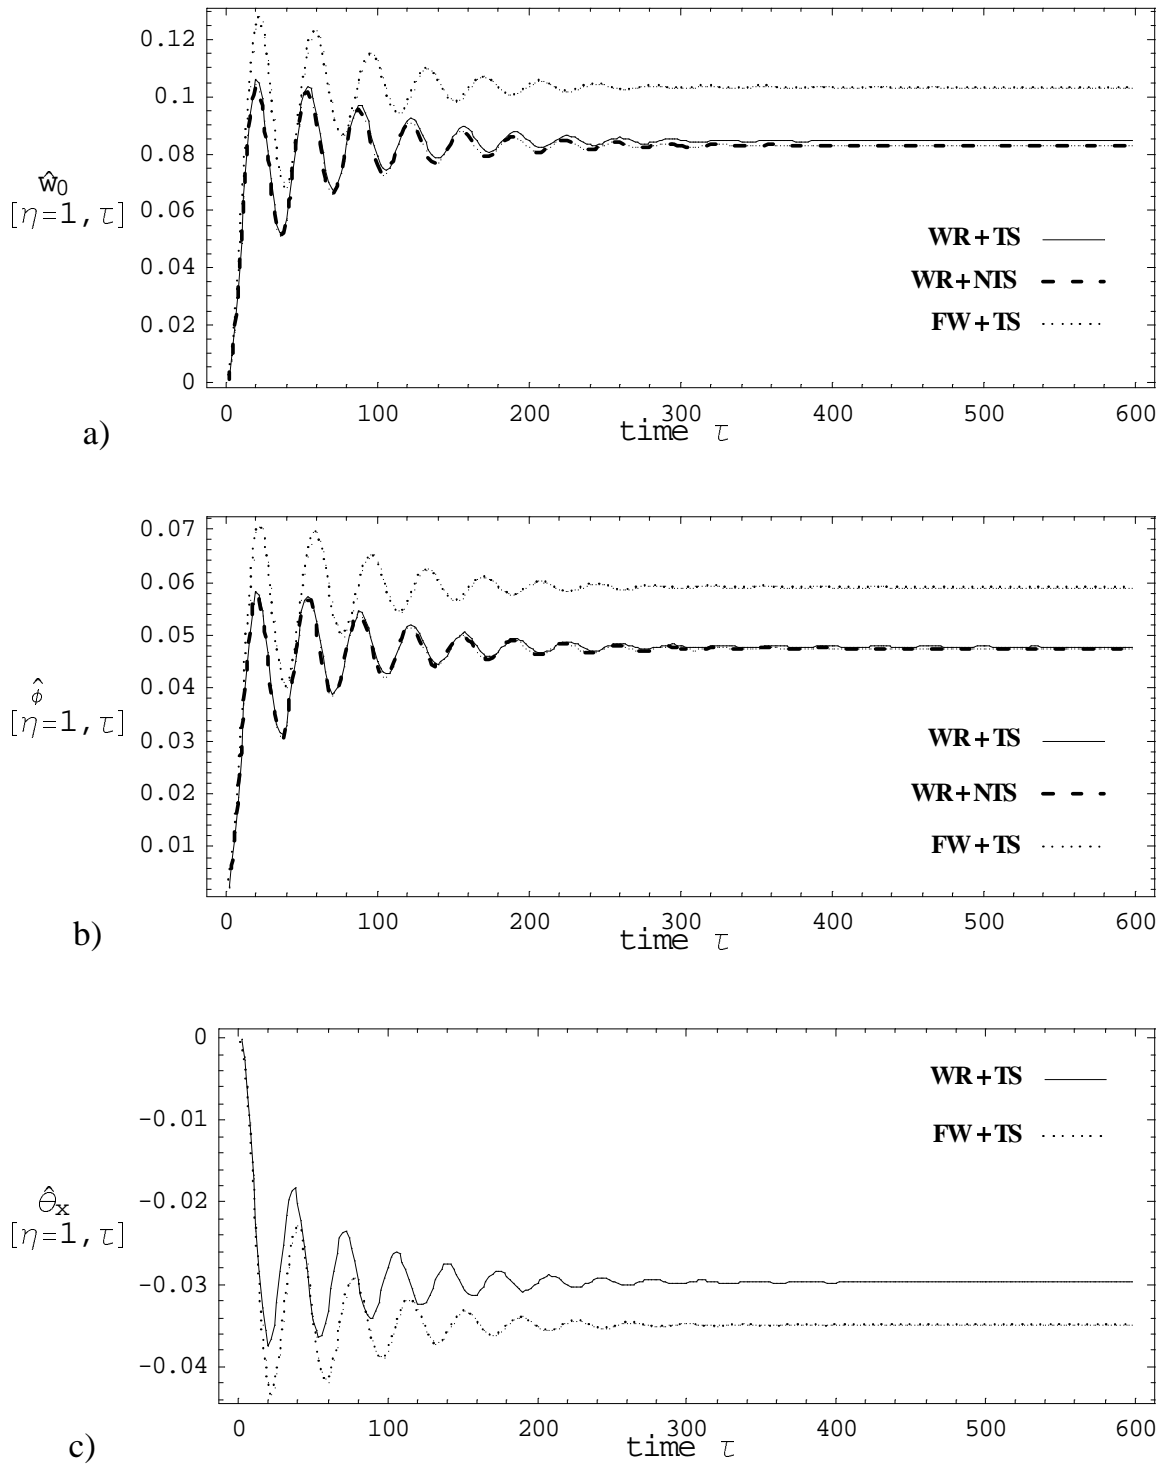 0.12
0.1
0.08
0.06
0.04
0.02
0
ŵ0
[η=1, τ]
WR+TS
WR+NTS
FW+TS
0 100 200 300 400 500 600
time τ
a)
0.07
0.06
0.05
0.04
0.03
0.02
0.01
ϕ̂
[η=1, τ]
WR+TS
WR+NTS
FW+TS
0 100 200 300 400 500 600
time τ
b)
0
-0.01
-0.02
-0.03
-0.04
θ̂x
[η=1, τ]
WR+TS
FW+TS
0 100 200 300 400 500 600
time τ
c)